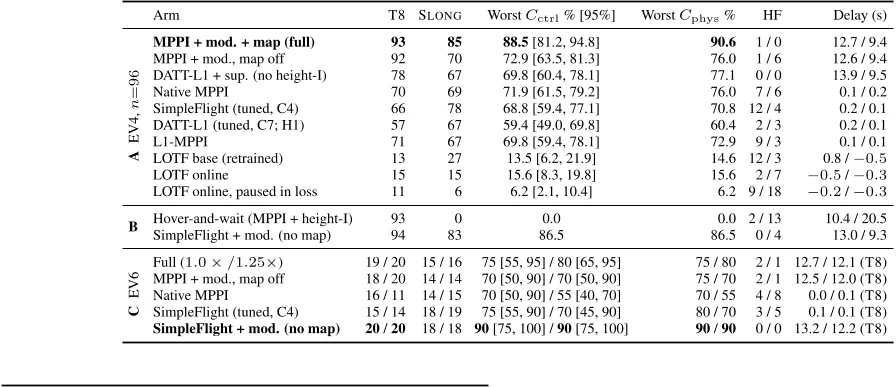 Arm T8 SLONG Worst C_ctrl % [95%] Worst C_phys % HF Delay (s)
A EV4, n=96
MPPI + mod. + map (full) 93 85 88.5 [81.2, 94.8] 90.6 1 / 0 12.7 / 9.4
MPPI + mod., map off 92 70 72.9 [63.5, 81.3] 76.0 1 / 6 12.6 / 9.4
DATT-L1 + sup. (no height-I) 78 67 69.8 [60.4, 78.1] 77.1 0 / 0 13.9 / 9.5
Native MPPI 70 69 71.9 [61.5, 79.2] 76.0 7 / 6 0.1 / 0.2
SimpleFlight (tuned, C4) 66 78 68.8 [59.4, 77.1] 70.8 12 / 4 0.2 / 0.1
DATT-L1 (tuned, C7; H1) 57 67 59.4 [49.0, 69.8] 60.4 2 / 3 0.2 / 0.1
L1-MPPI 71 67 69.8 [59.4, 78.1] 72.9 9 / 3 0.1 / 0.1
LOTF base (retrained) 13 27 13.5 [6.2, 21.9] 14.6 12 / 3 0.8 / −0.5
LOTF online 15 15 15.6 [8.3, 19.8] 15.6 2 / 7 −0.5 / −0.3
LOTF online, paused in loss 11 6 6.2 [2.1, 10.4] 6.2 9 / 18 −0.2 / −0.3
B
Hover-and-wait (MPPI + height-I) 93 0 0.0 0.0 2 / 13 10.4 / 20.5
SimpleFlight + mod. (no map) 94 83 86.5 86.5 0 / 4 13.0 / 9.3
C EV6
Full (1.0 × /1.25×) 19 / 20 15 / 16 75 [55, 95] / 80 [65, 95] 75 / 80 2 / 1 12.7 / 12.1 (T8)
MPPI + mod., map off 18 / 20 14 / 14 70 [50, 90] / 70 [50, 90] 75 / 70 2 / 1 12.5 / 12.0 (T8)
Native MPPI 16 / 11 14 / 15 70 [50, 90] / 55 [40, 70] 70 / 55 4 / 8 0.0 / 0.1 (T8)
SimpleFlight (tuned, C4) 15 / 14 18 / 19 75 [55, 90] / 70 [45, 90] 80 / 70 3 / 5 0.1 / 0.1 (T8)
SimpleFlight + mod. (no map) 20 / 20 18 / 18 90 [75, 100] / 90 [75, 100] 90 / 90 0 / 0 13.2 / 12.2 (T8)